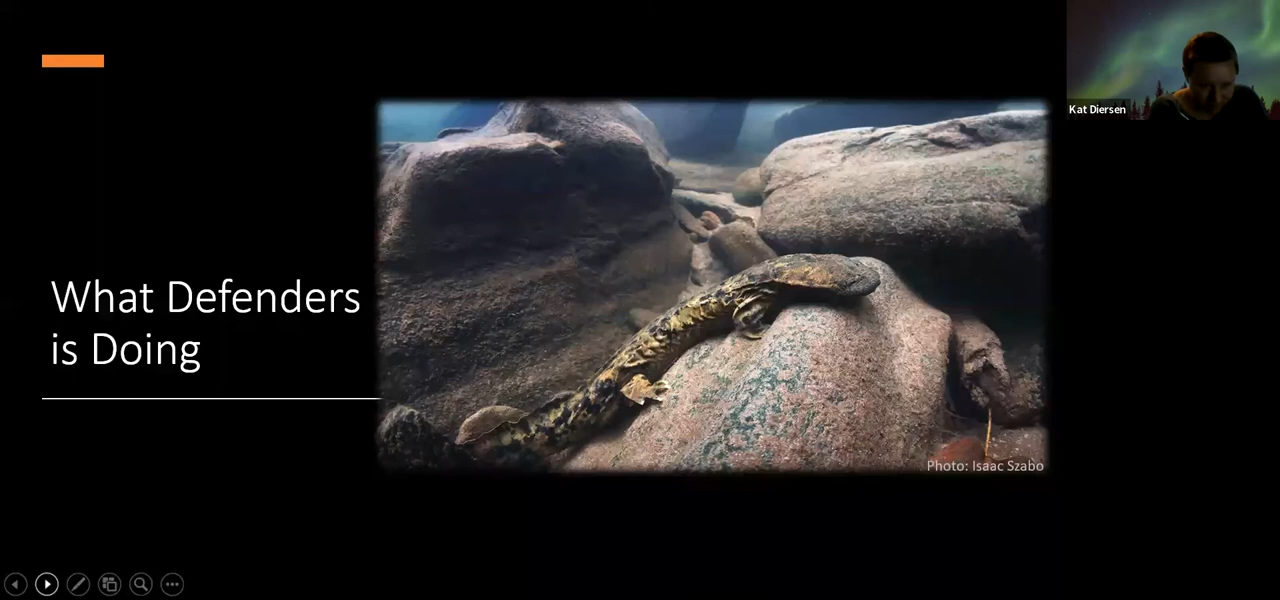 Kat Diersen
What Defenders
is Doing
Photo: Isaac Szabo